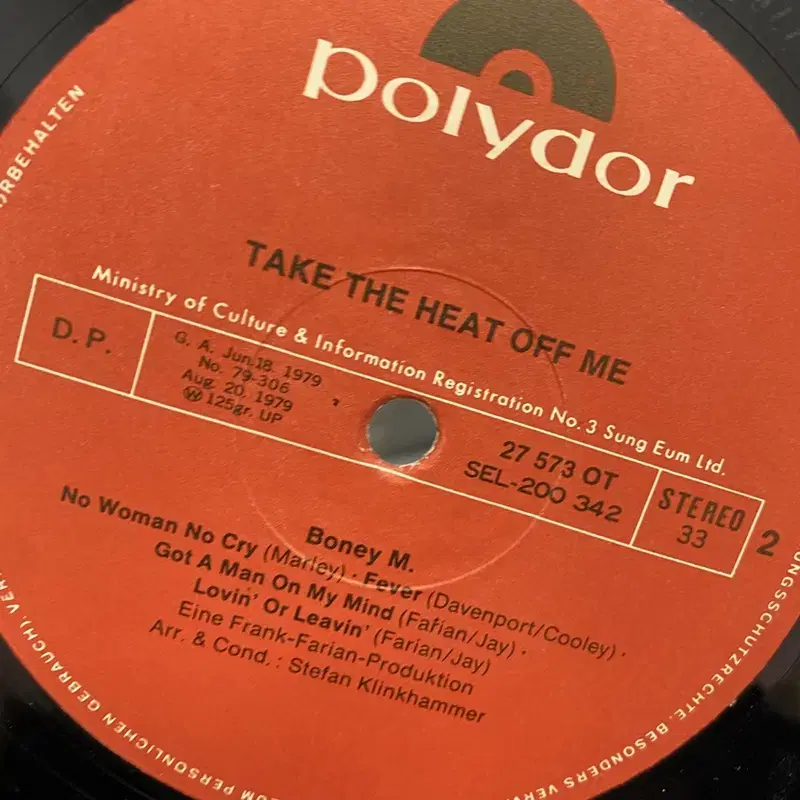 polydor
TAKE THE HEAT OFF ME
Ministry of Culture & Information Registration No. 3 Sung Eum Ltd.
D. P.
G. A. Jun.18. 1979
No. 79-306
Aug. 20, 1979
Ⓦ 125gr. UP
27 573 OT
SEL-200 342
STEREO
33
2
Boney M.
No Woman No Cry (Marley) · Fever (Davenport/Cooley) ·
Got A Man On My Mind (Farian/Jay) ·
Lovin' Or Leavin' (Farian/Jay)
Eine Frank-Farian-Produktion
Arr. & Cond. : Stefan Klinkhammer
PERSÖNLICHEN GEBRAUCH),
BESONDERS